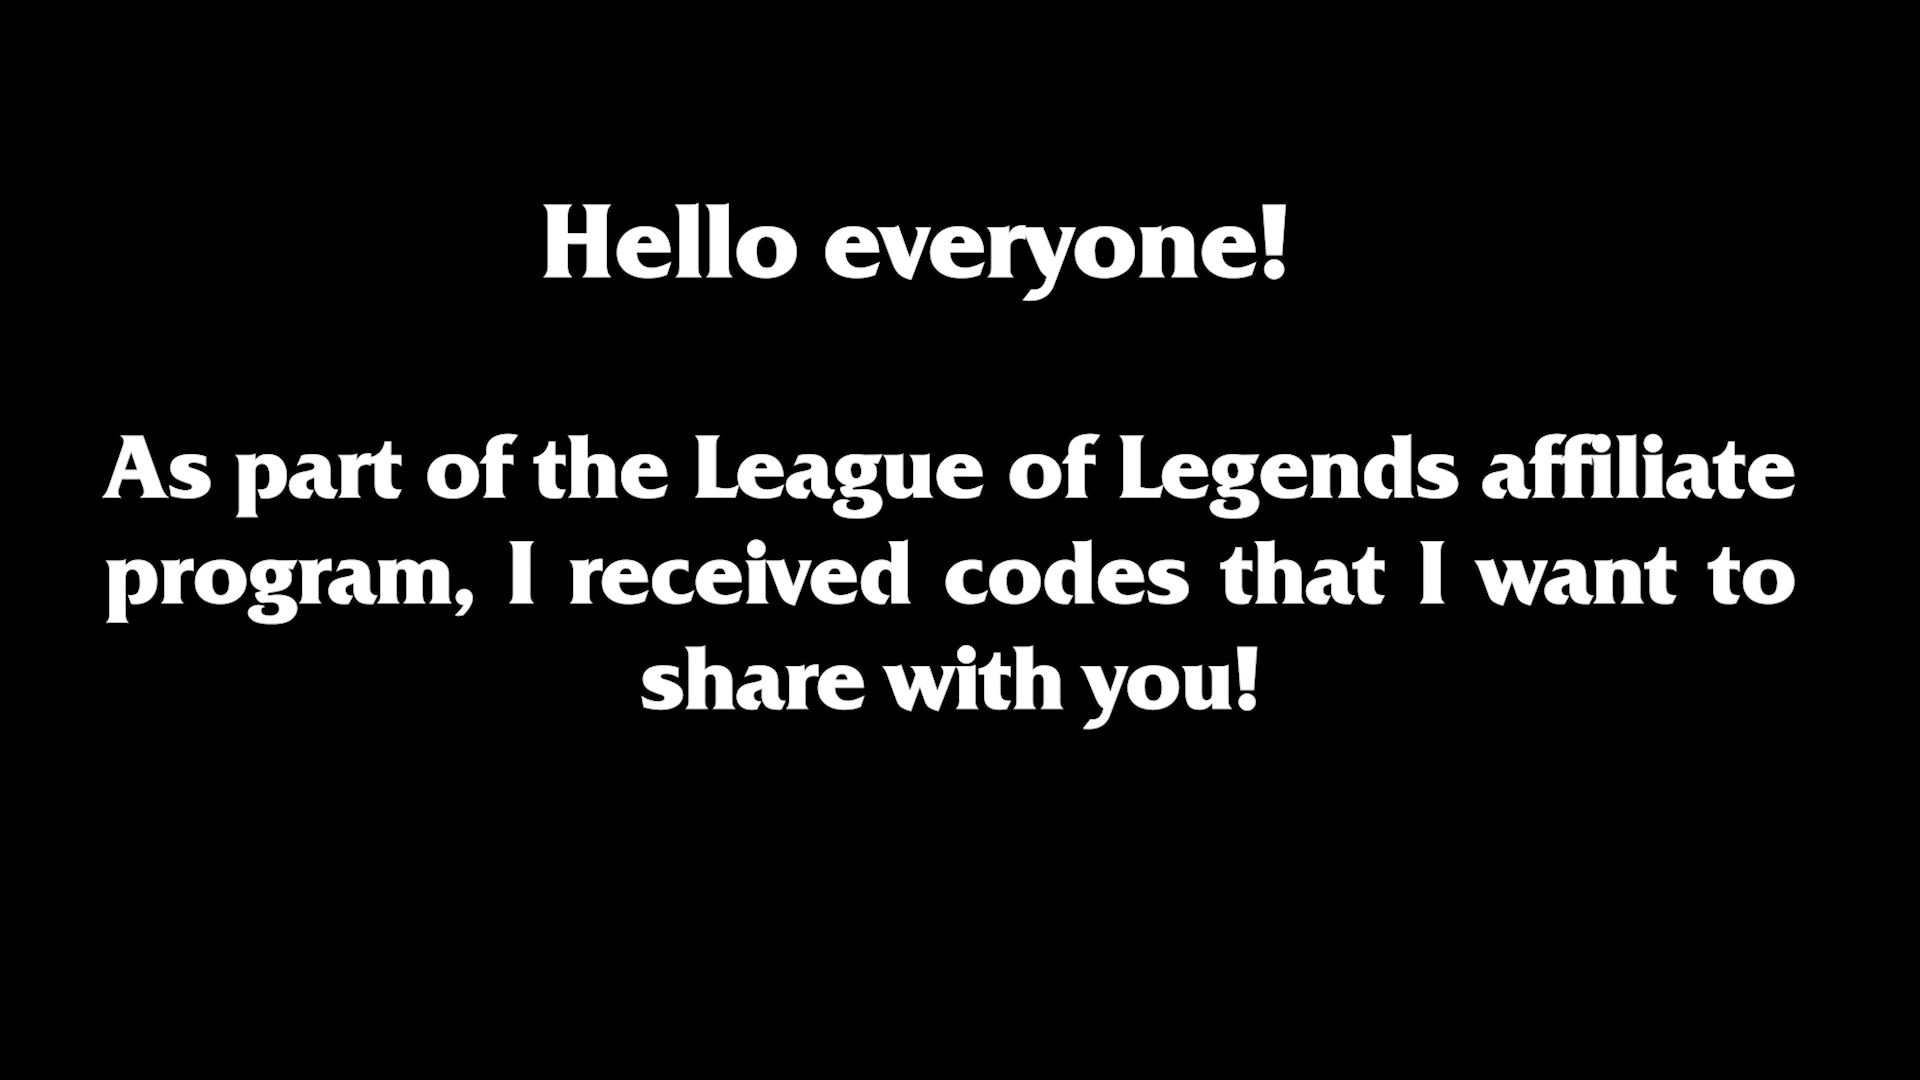 Hello everyone!
As part of the League of Legends affiliate
program, I received codes that I want to
share with you!